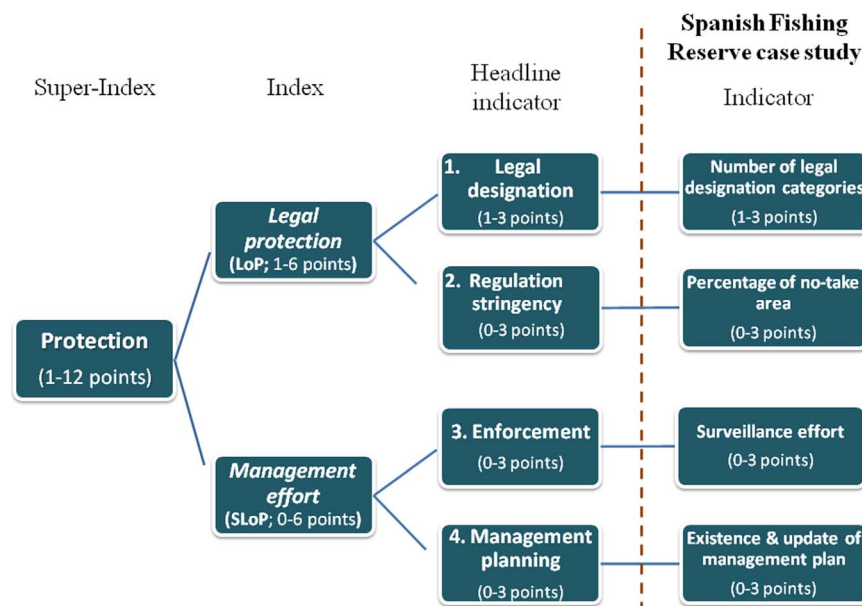 Spanish Fishing
Reserve case study
Super-Index
Index
Headline
indicator
Indicator
1. Legal
designation
(1-3 points)
Number of legal
designation categories
(1-3 points)
Legal
protection
(LoP; 1-6 points)
2. Regulation
stringency
(0-3 points)
Percentage of no-take
area
(0-3 points)
Protection
(1-12 points)
3. Enforcement
(0-3 points)
Surveillance effort
(0-3 points)
Management
effort
(SLoP; 0-6 points)
4. Management
planning
(0-3 points)
Existence & update of
management plan
(0-3 points)